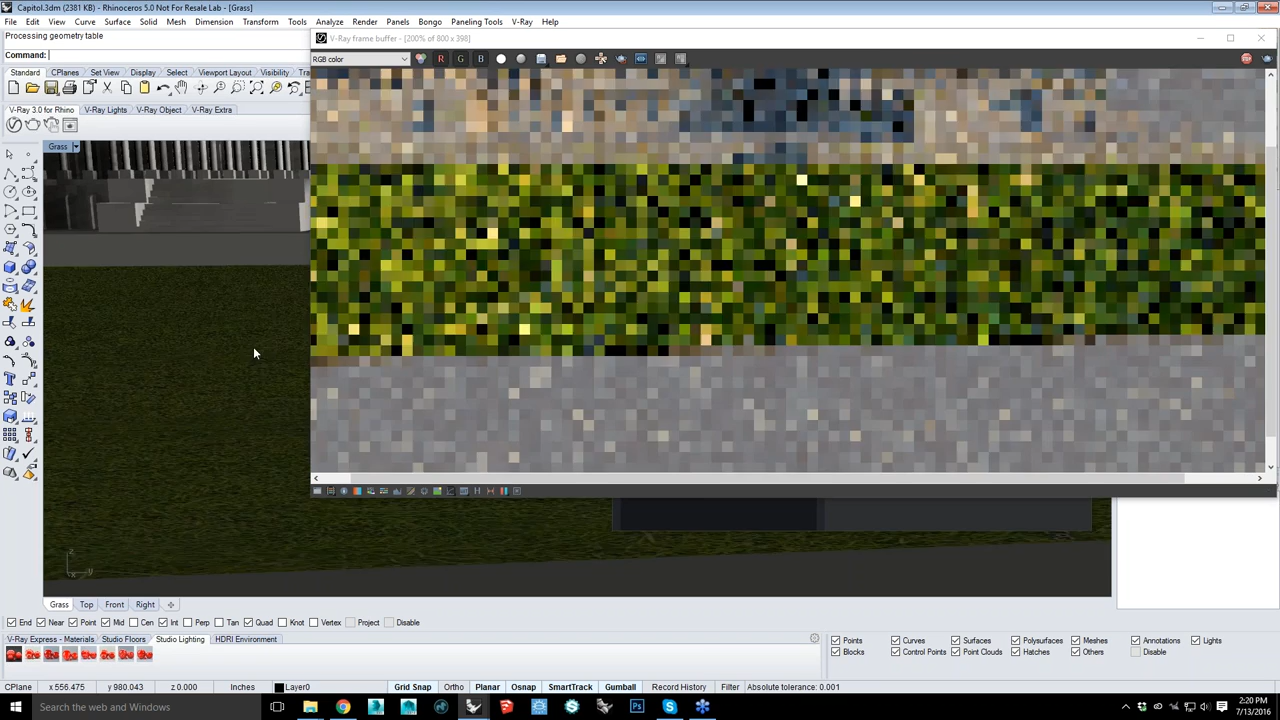 Capitol.3dm (2381 KB) - Rhinoceros 5.0 Not For Resale Lab - [Grass]
File Edit View Curve Surface Solid Mesh Dimension Transform Tools Analyze Render Panels Bongo Paneling Tools V-Ray Help
Processing geometry table
Command:
V-Ray frame buffer - [200% of 800 x 398]
RGB color
R G B
Standard CPlanes Set View Display Select Viewport Layout Visibility
V-Ray 3.0 for Rhino V-Ray Lights V-Ray Object V-Ray Extra
Grass
z
x y
Grass Top Front Right
End Near Point Mid Cen Int Perp Tan Quad Knot Vertex Project Disable
V-Ray Express - Materials Studio Floors Studio Lighting HDRI Environment
Points Curves Surfaces Polysurfaces Meshes Annotations Lights
Blocks Control Points Point Clouds Hatches Others Disable
CPlane x 556.475 y 980.043 z 0.000 Inches Layer0 Grid Snap Ortho Planar Osnap SmartTrack Gumball Record History Filter Absolute tolerance: 0.001
Search the web and Windows
2:20 PM
7/13/2016